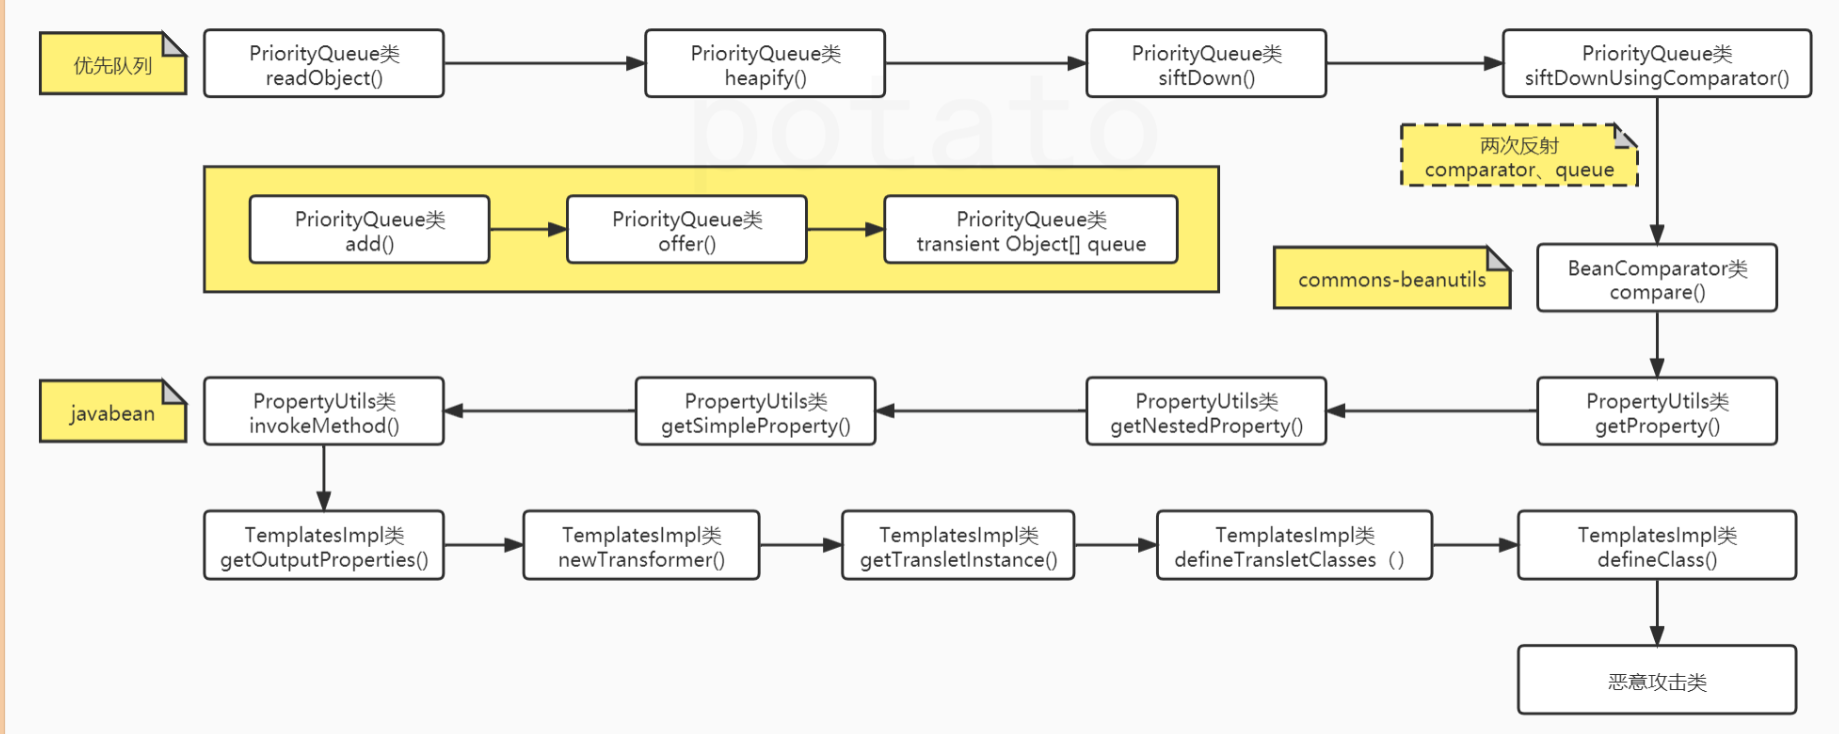 优先队列
PriorityQueue类
readObject()
PriorityQueue类
heapify()
PriorityQueue类
siftDown()
PriorityQueue类
siftDownUsingComparator()
potato
两次反射
comparator、queue
PriorityQueue类
add()
PriorityQueue类
offer()
PriorityQueue类
transient Object[] queue
commons-beanutils
BeanComparator类
compare()
javabean
PropertyUtils类
invokeMethod()
PropertyUtils类
getSimpleProperty()
PropertyUtils类
getNestedProperty()
PropertyUtils类
getProperty()
TemplatesImpl类
getOutputProperties()
TemplatesImpl类
newTransformer()
TemplatesImpl类
getTransletInstance()
TemplatesImpl类
defineTransletClasses（）
TemplatesImpl类
defineClass()
恶意攻击类